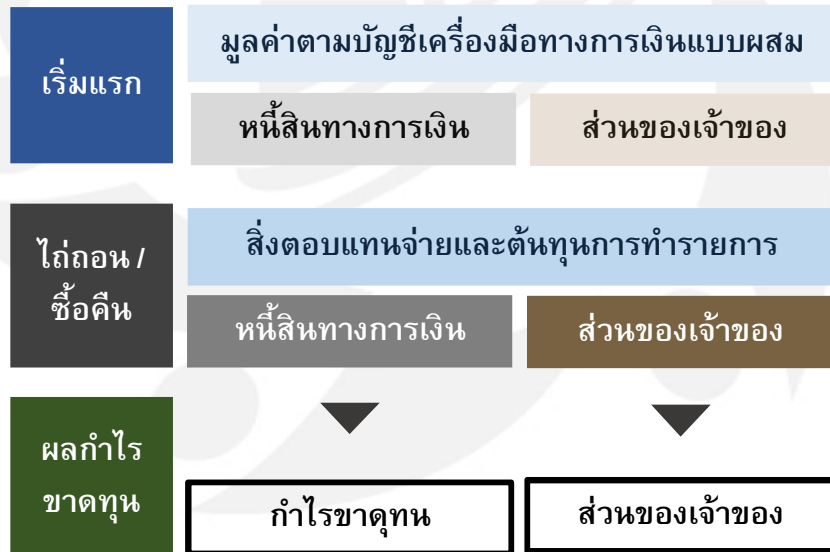 เริ่มแรก
มูลค่าตามบัญชีเครื่องมือทางการเงินแบบผสม
หนี้สินทางการเงิน
ส่วนของเจ้าของ
ไถ่ถอน /
ซื้อคืน
สิ่งตอบแทนจ่ายและต้นทุนการทำรายการ
หนี้สินทางการเงิน
ส่วนของเจ้าของ
ผลกำไร
ขาดทุน
กำไรขาดุทน
ส่วนของเจ้าของ